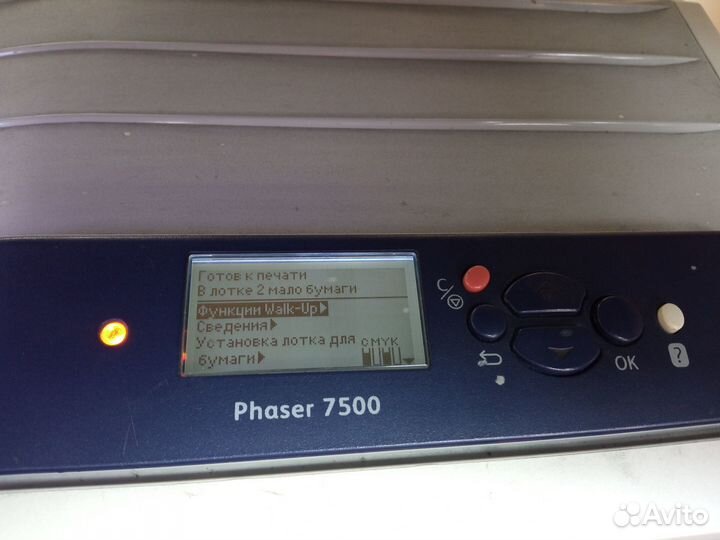 Готов к печати
В лотке 2 мало бумаги
Функции Walk-Up
Сведения
Установка лотка для
бумаги
CMYK
C/
OK
?
Phaser 7500
Avito